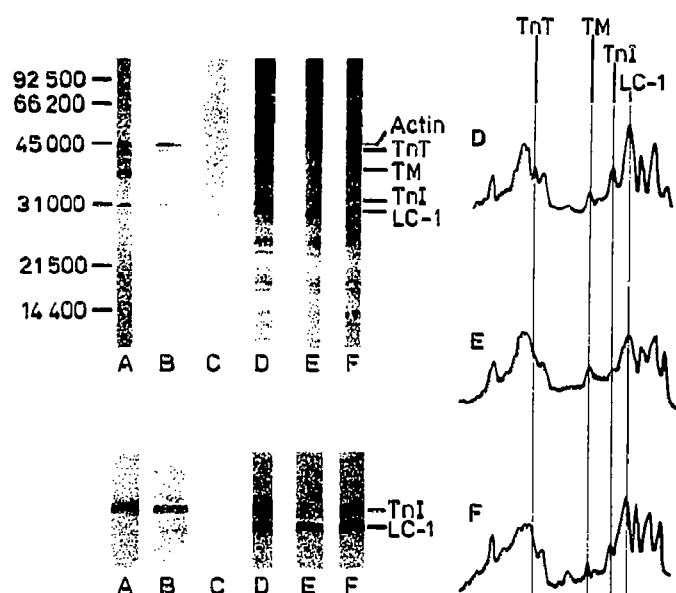 92 500
66 200
45 000
31 000
21 500
14 400
Actin
TnT
TM
TnI
LC-1
A B C D E F
TnI
LC-1
A B C D E F
TnT TM
TnI
LC-1
D
E
F